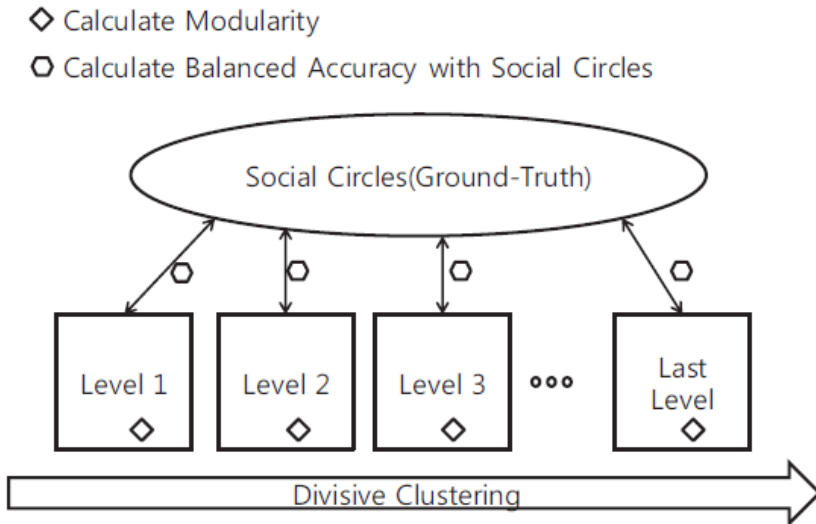 Calculate Modularity
Calculate Balanced Accuracy with Social Circles
Social Circles(Ground-Truth)
Level 1
Level 2
Level 3
Last
Level
Divisive Clustering